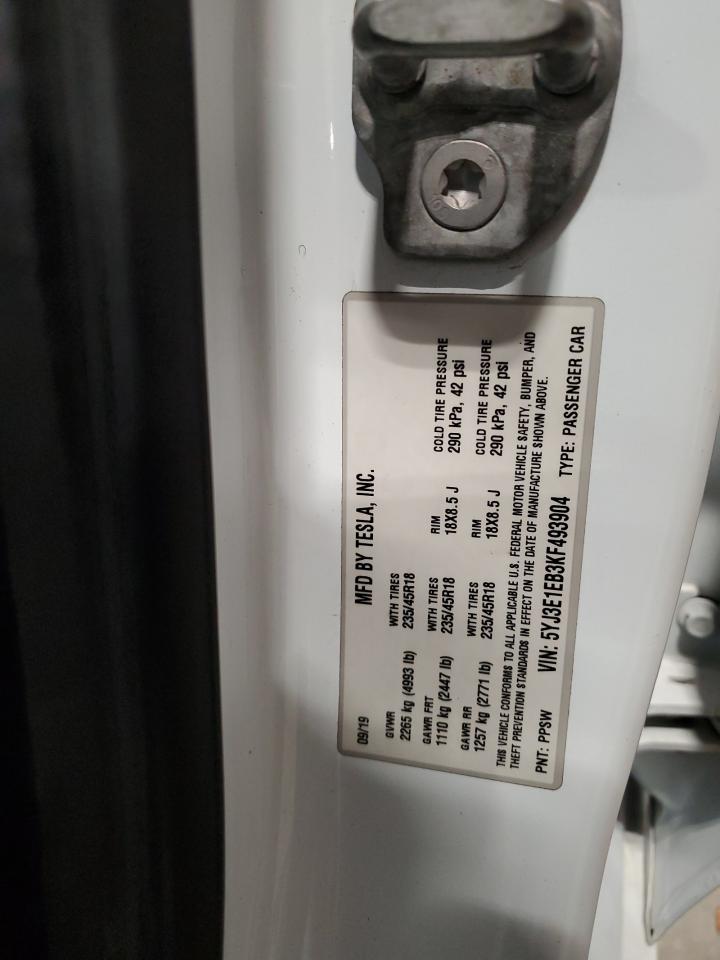 MFD BY TESLA, INC.
09/19
GVWR WITH TIRES
2265 kg (4993 lb) 235/45R18
GAWR FRT WITH TIRES RIM COLD TIRE PRESSURE
1110 kg (2447 lb) 235/45R18 18X8.5 J 290 kPa, 42 psi
GAWR RR WITH TIRES RIM COLD TIRE PRESSURE
1257 kg (2771 lb) 235/45R18 18X8.5 J 290 kPa, 42 psi
THIS VEHICLE CONFORMS TO ALL APPLICABLE U.S. FEDERAL MOTOR VEHICLE SAFETY, BUMPER, AND
THEFT PREVENTION STANDARDS IN EFFECT ON THE DATE OF MANUFACTURE SHOWN ABOVE.
PNT: PPSW VIN: 5YJ3E1EB3KF493904 TYPE: PASSENGER CAR